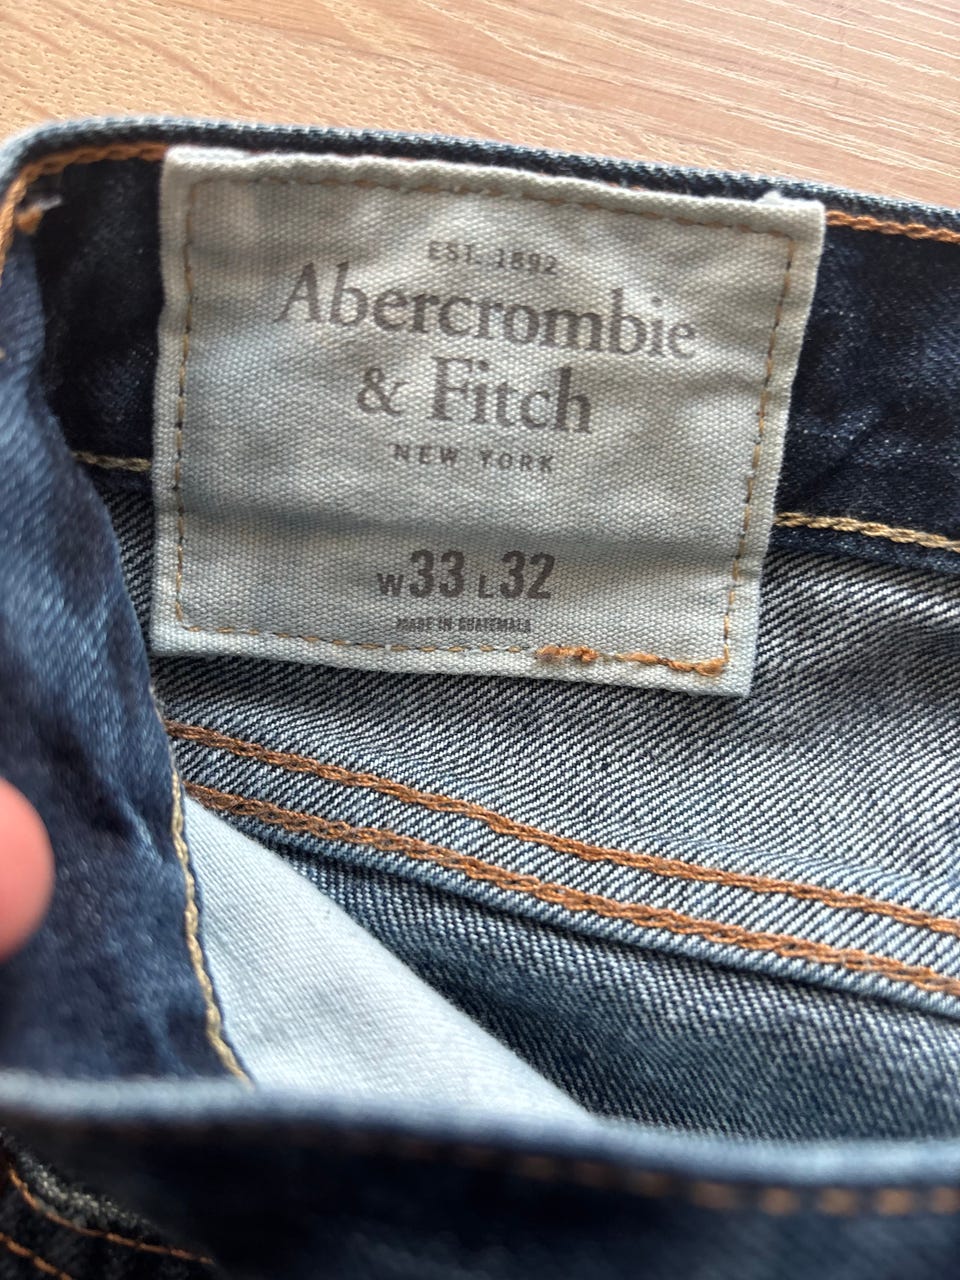 EST. 1892
Abercrombie
& Fitch
NEW YORK
W33 L32
MADE IN GUATEMALA